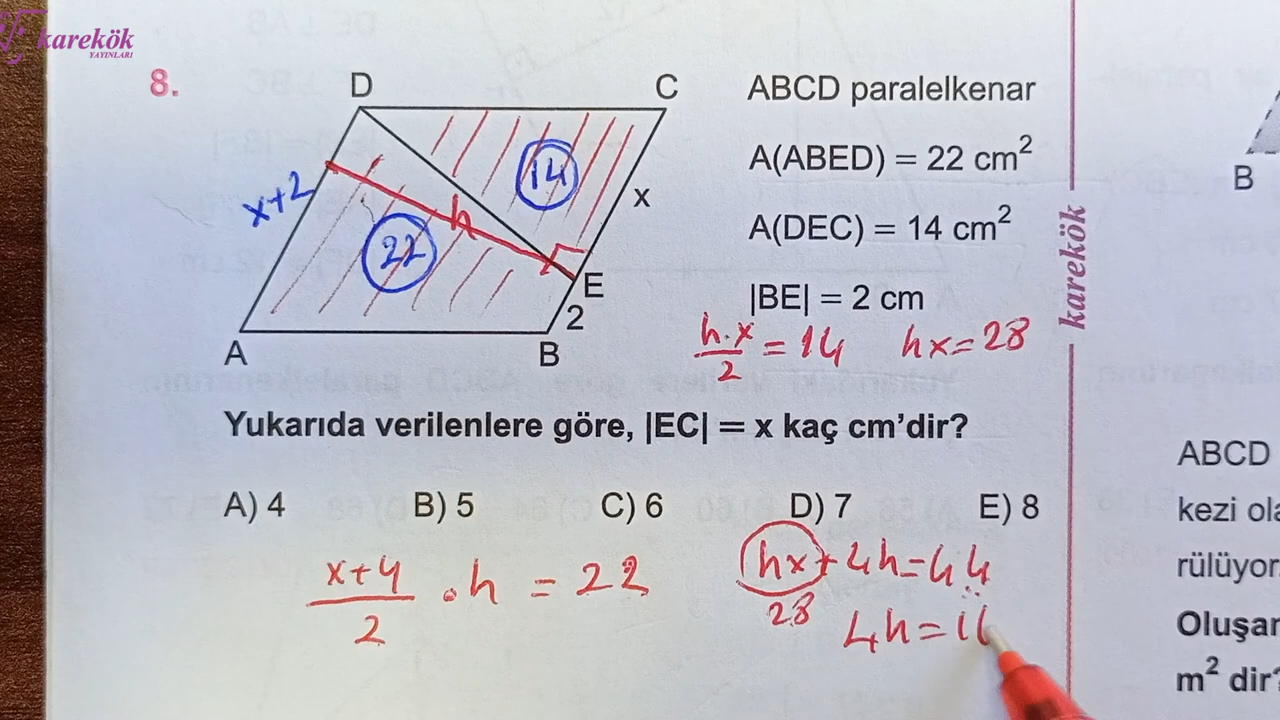 karekök
YAYINLARI
8.
D
C
ABCD paralelkenar
A(ABED) = 22 cm²
A(DEC) = 14 cm²
|BE| = 2 cm
x+2
h
14
22
x
E
2
A
B
h·x/2 = 14
hx=28
karekök
Yukarıda verilenlere göre, |EC| = x kaç cm'dir?
A) 4 B) 5 C) 6 D) 7 E) 8
x+4/2 . h = 22
hx+4h=44
28
4h=16
B
ABCD
kezi ola
rülüyor
Oluşan
m² dir?